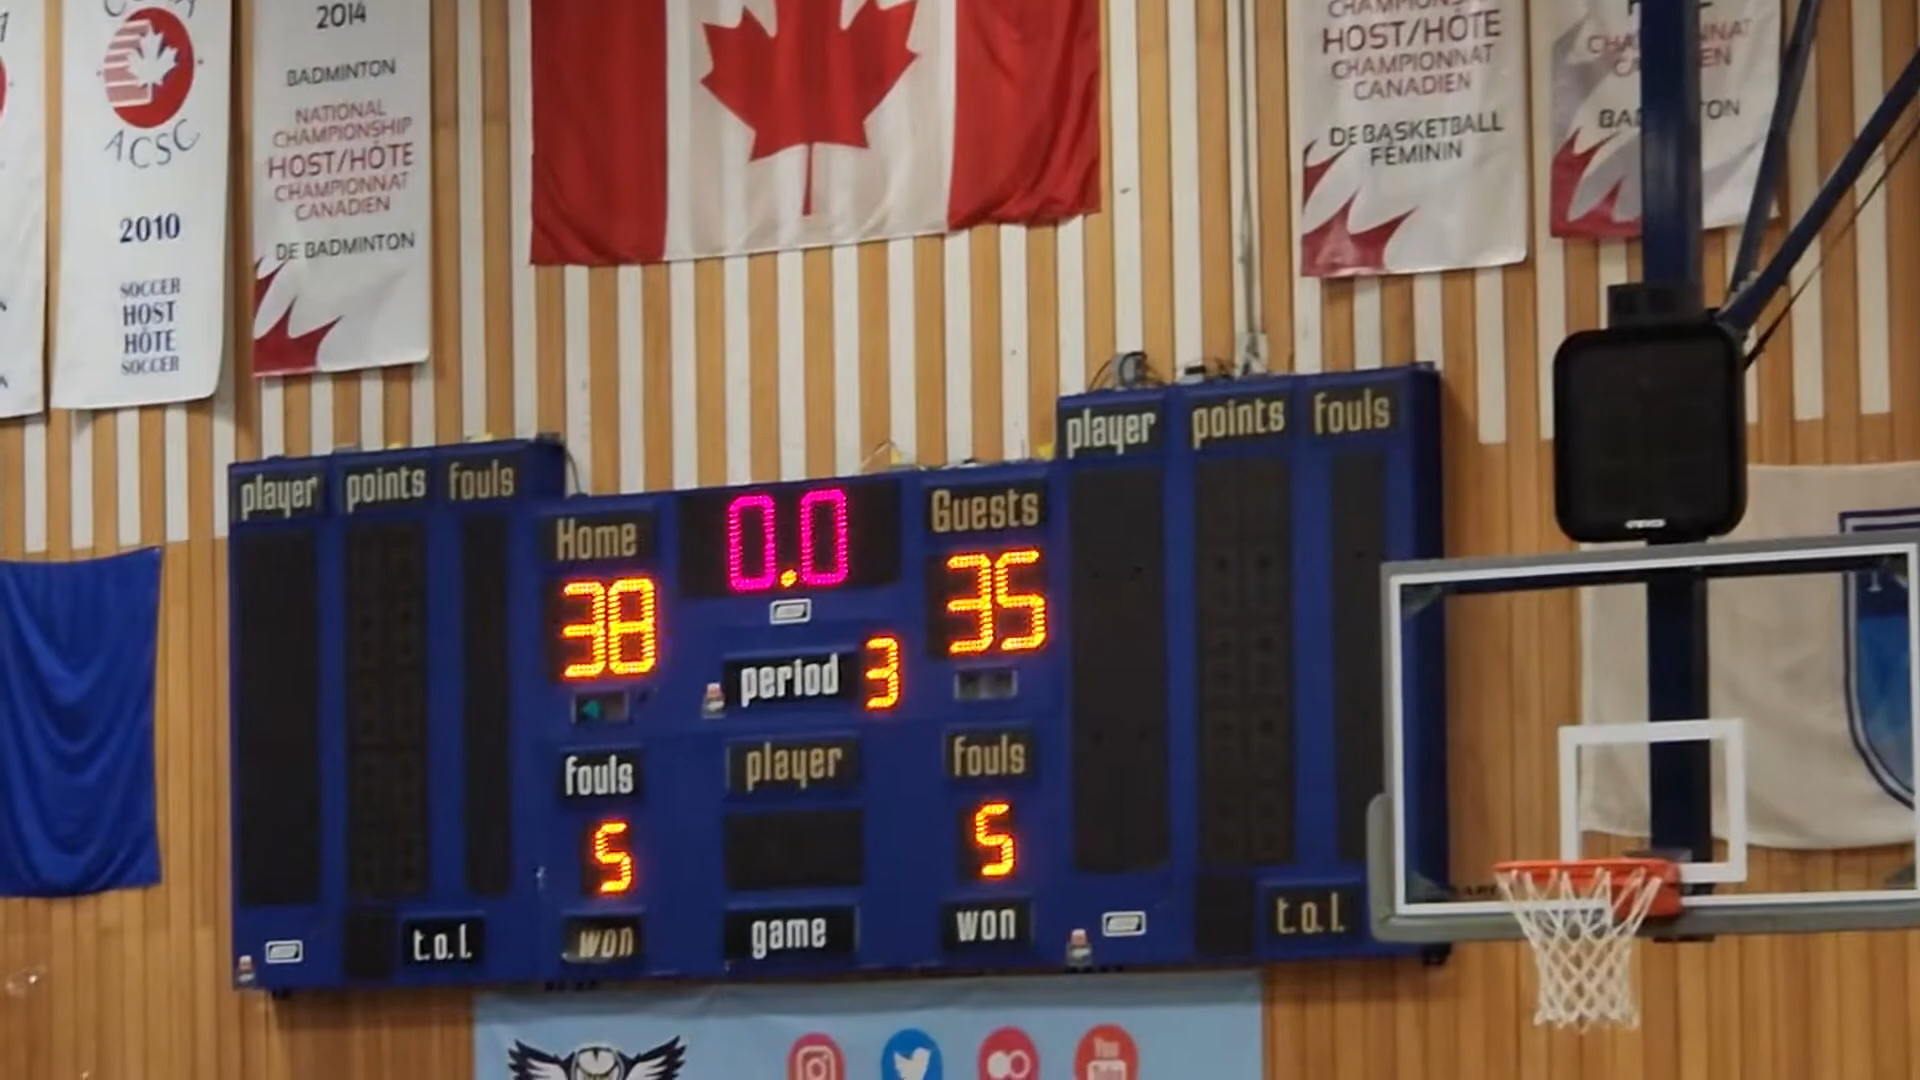 ACSC
2010
SOCCER
HOST
HÔTE
SOCCER
2014
BADMINTON
NATIONAL
CHAMPIONSHIP
HOST/HÔTE
CHAMPIONNAT
CANADIEN
DE BADMINTON
HOST/HÔTE
CHAMPIONNAT
CANADIEN
DE BASKETBALL
FÉMININ
player points fouls
player points fouls
Home
0.0
Guests
38
35
period 3
fouls
player
fouls
5
5
t.o.l.
won
game
won
t.o.l.
You
Tube